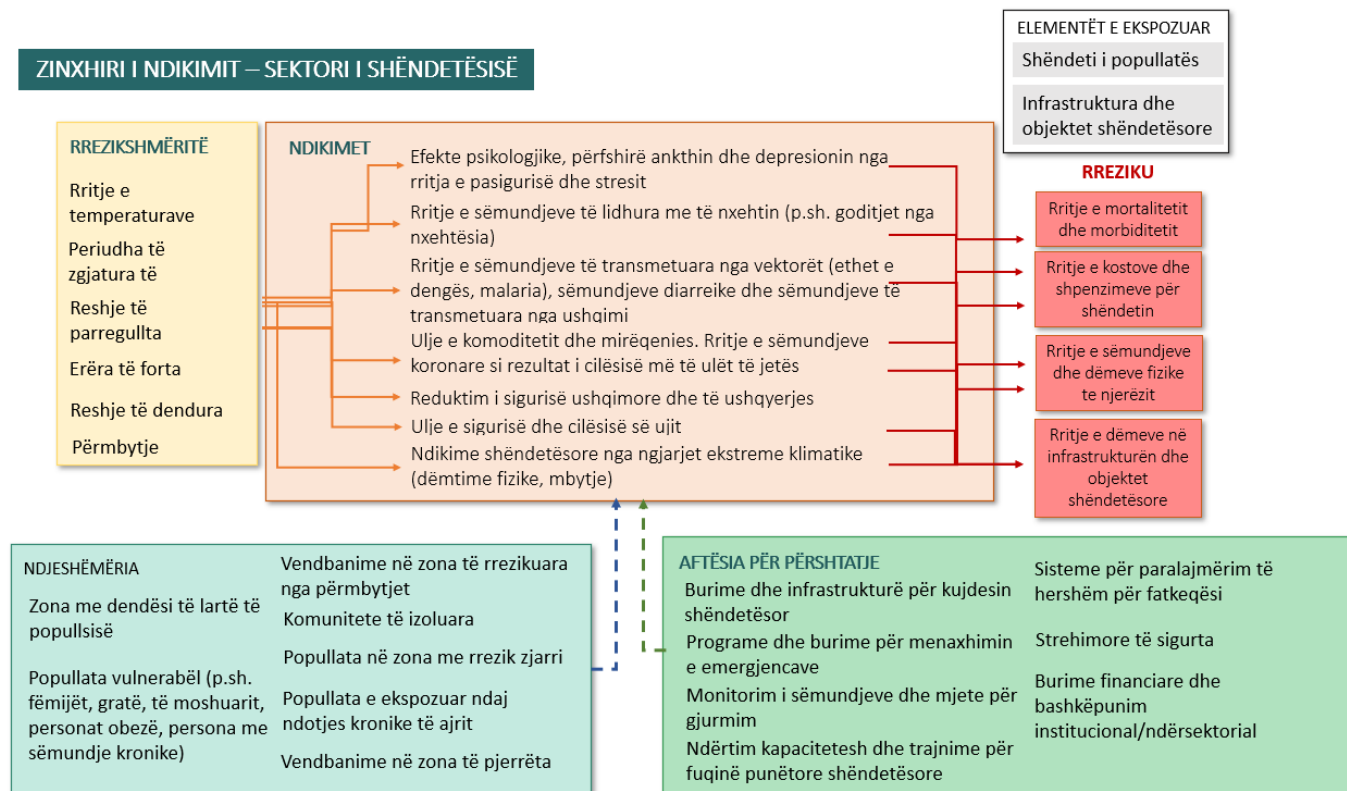 ZINXHIRI I NDIKIMIT – SEKTORI I SHËNDETËSISË
ELEMENTËT E EKSPOZUAR
Shëndeti i popullatës
Infrastruktura dhe
objektet shëndetësore
RREZIKSHMËRITË
Rritje e
temperaturave
Periudha të
zgjatura të
Reshje të
parregullta
Erëra të forta
Reshje të dendura
Përmbytje
NDIKIMET
Efekte psikologjike, përfshirë ankthin dhe depresionin nga
rritja e pasigurisë dhe stresit
Rritje e sëmundjeve të lidhura me të nxehtin (p.sh. goditjet nga
nxehtësia)
Rritje e sëmundjeve të transmetuara nga vektorët (ethet e
dengës, malaria), sëmundjeve diarreike dhe sëmundjeve të
transmetuara nga ushqimi
Ulje e komoditetit dhe mirëqenies. Rritje e sëmundjeve
koronare si rezultat i cilësisë më të ulët të jetës
Reduktim i sigurisë ushqimore dhe të ushqyerjes
Ulje e sigurisë dhe cilësisë së ujit
Ndikime shëndetësore nga ngjarjet ekstreme klimatike
(dëmtime fizike, mbytje)
RREZIKU
Rritje e mortalitetit
dhe morbiditetit
Rritje e kostove dhe
shpenzimeve për
shëndetin
Rritje e sëmundjeve
dhe dëmeve fizike
te njerëzit
Rritje e dëmeve në
infrastrukturën dhe
objektet
shëndetësore
NDJESHËMËRIA
Zona me dendësi të lartë të
popullsisë
Popullata vulnerabël (p.sh.
fëmijët, gratë, të moshuarit,
personat obezë, persona me
sëmundje kronike)
Vendbanime në zona të rrezikuara
nga përmbytjet
Komunitete të izoluara
Popullata në zona me rrezik zjarri
Popullata e ekspozuar ndaj
ndotjes kronike të ajrit
Vendbanime në zona të pjerrëta
AFTËSIA PËR PËRSHTATJE
Burime dhe infrastrukturë për kujdesin
shëndetësor
Programe dhe burime për menaxhimin
e emergjencave
Monitorim i sëmundjeve dhe mjete për
gjurmim
Ndërtim kapacitetesh dhe trajnime për
fuqinë punëtore shëndetësore
Sisteme për paralajmërim të
hershëm për fatkeqësi
Strehimore të sigurta
Burime financiare dhe
bashkëpunim
institucional/ndërsektorial